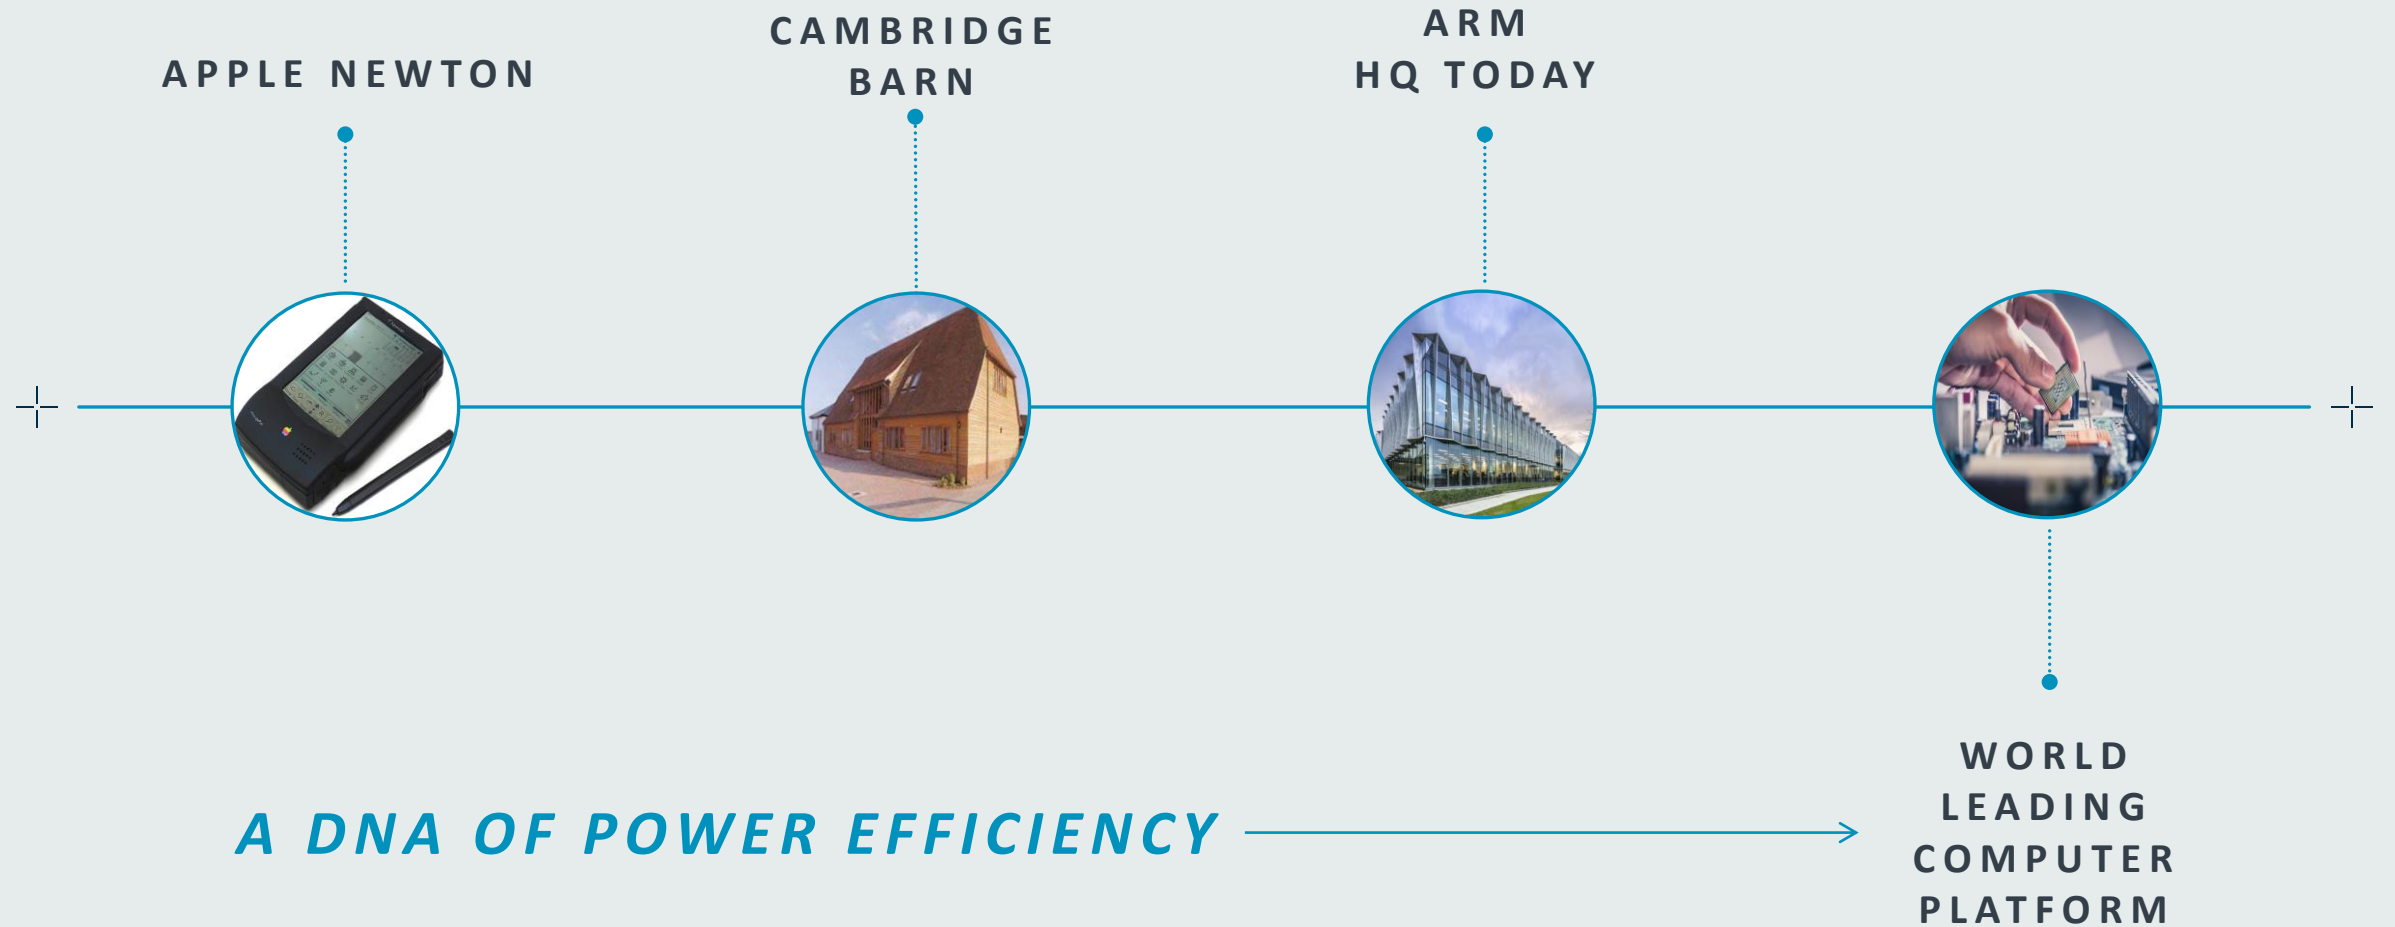 APPLE NEWTON
CAMBRIDGE
BARN
ARM
HQ TODAY
A DNA OF POWER EFFICIENCY
WORLD
LEADING
COMPUTER
PLATFORM